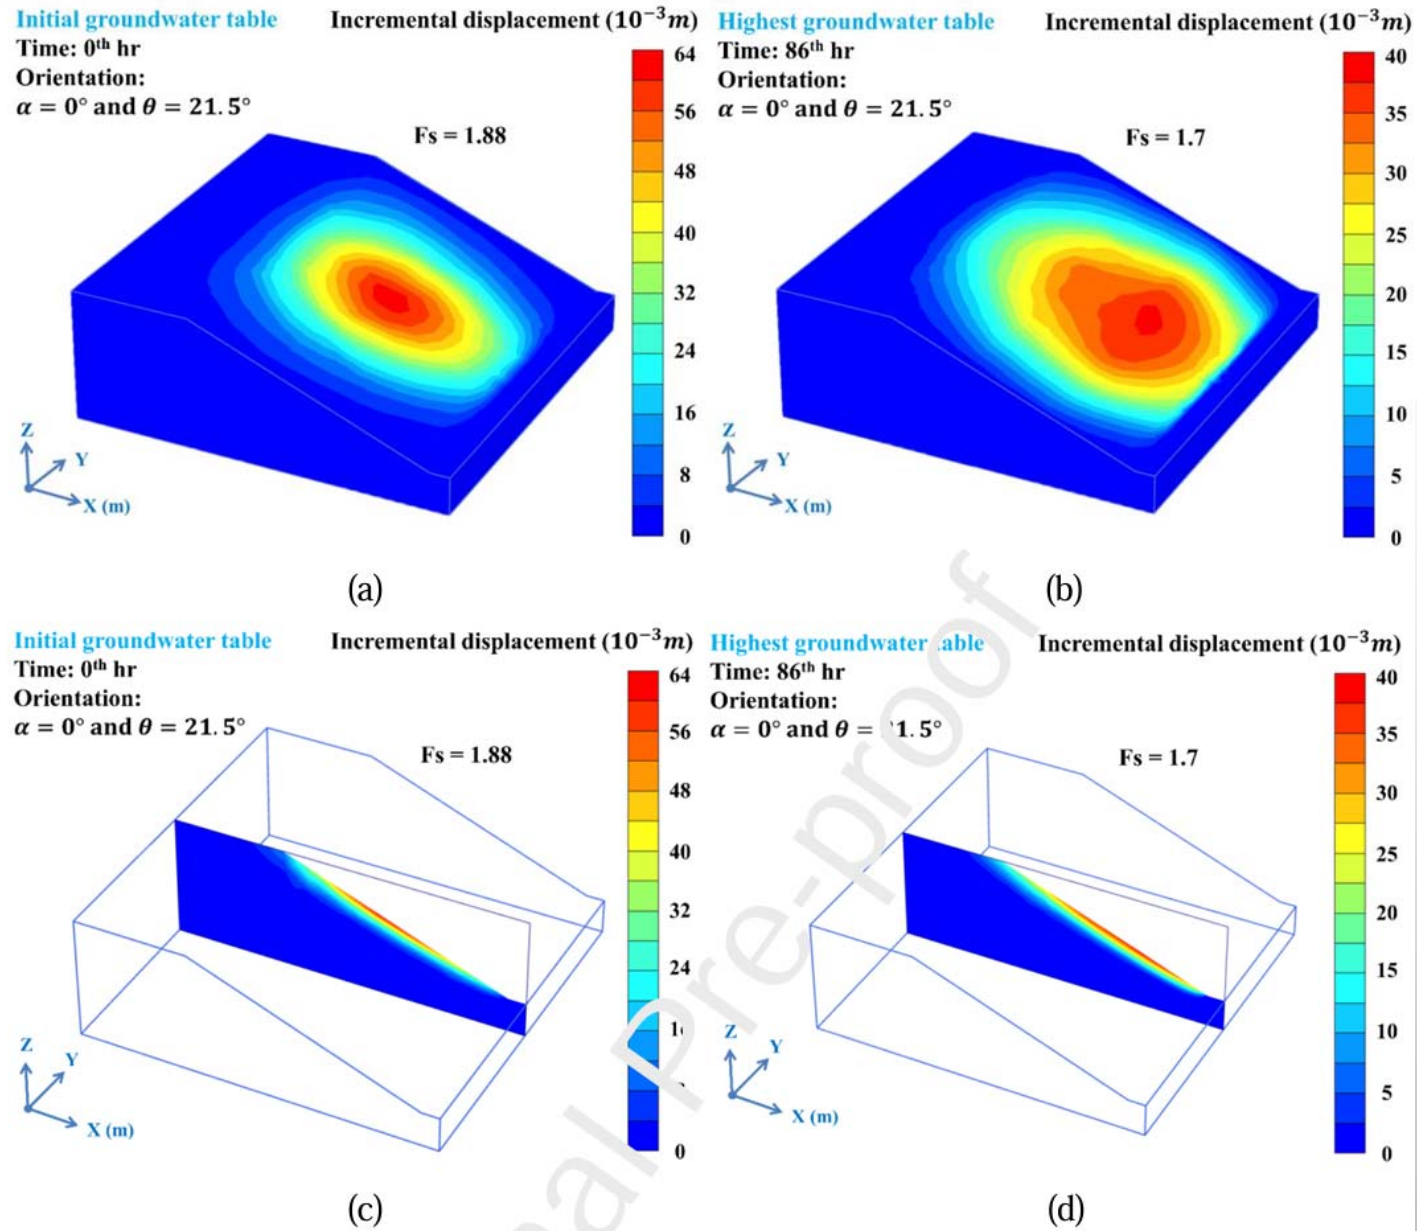 Initial groundwater table
Time: 0th hr
Orientation:
α = 0° and θ = 21.5°
Incremental displacement (10⁻³m)
Fs = 1.88
64
56
48
40
32
24
16
8
0
Z
Y
X (m)
(a)
Highest groundwater table
Time: 86th hr
Orientation:
α = 0° and θ = 21.5°
Incremental displacement (10⁻³m)
Fs = 1.7
40
35
30
25
20
15
10
5
0
Z
Y
X (m)
(b)
Initial groundwater table
Time: 0th hr
Orientation:
α = 0° and θ = 21.5°
Incremental displacement (10⁻³m)
Fs = 1.88
64
56
48
40
32
24
0
Z
Y
X (m)
(c)
Highest groundwater
Time: 86th hr
Orientation:
α = 0° and θ = 1.5°
Incremental displacement (10⁻³m)
Fs = 1.7
40
35
30
25
20
15
10
5
0
Z
Y
X (m)
(d)
Pre-proof